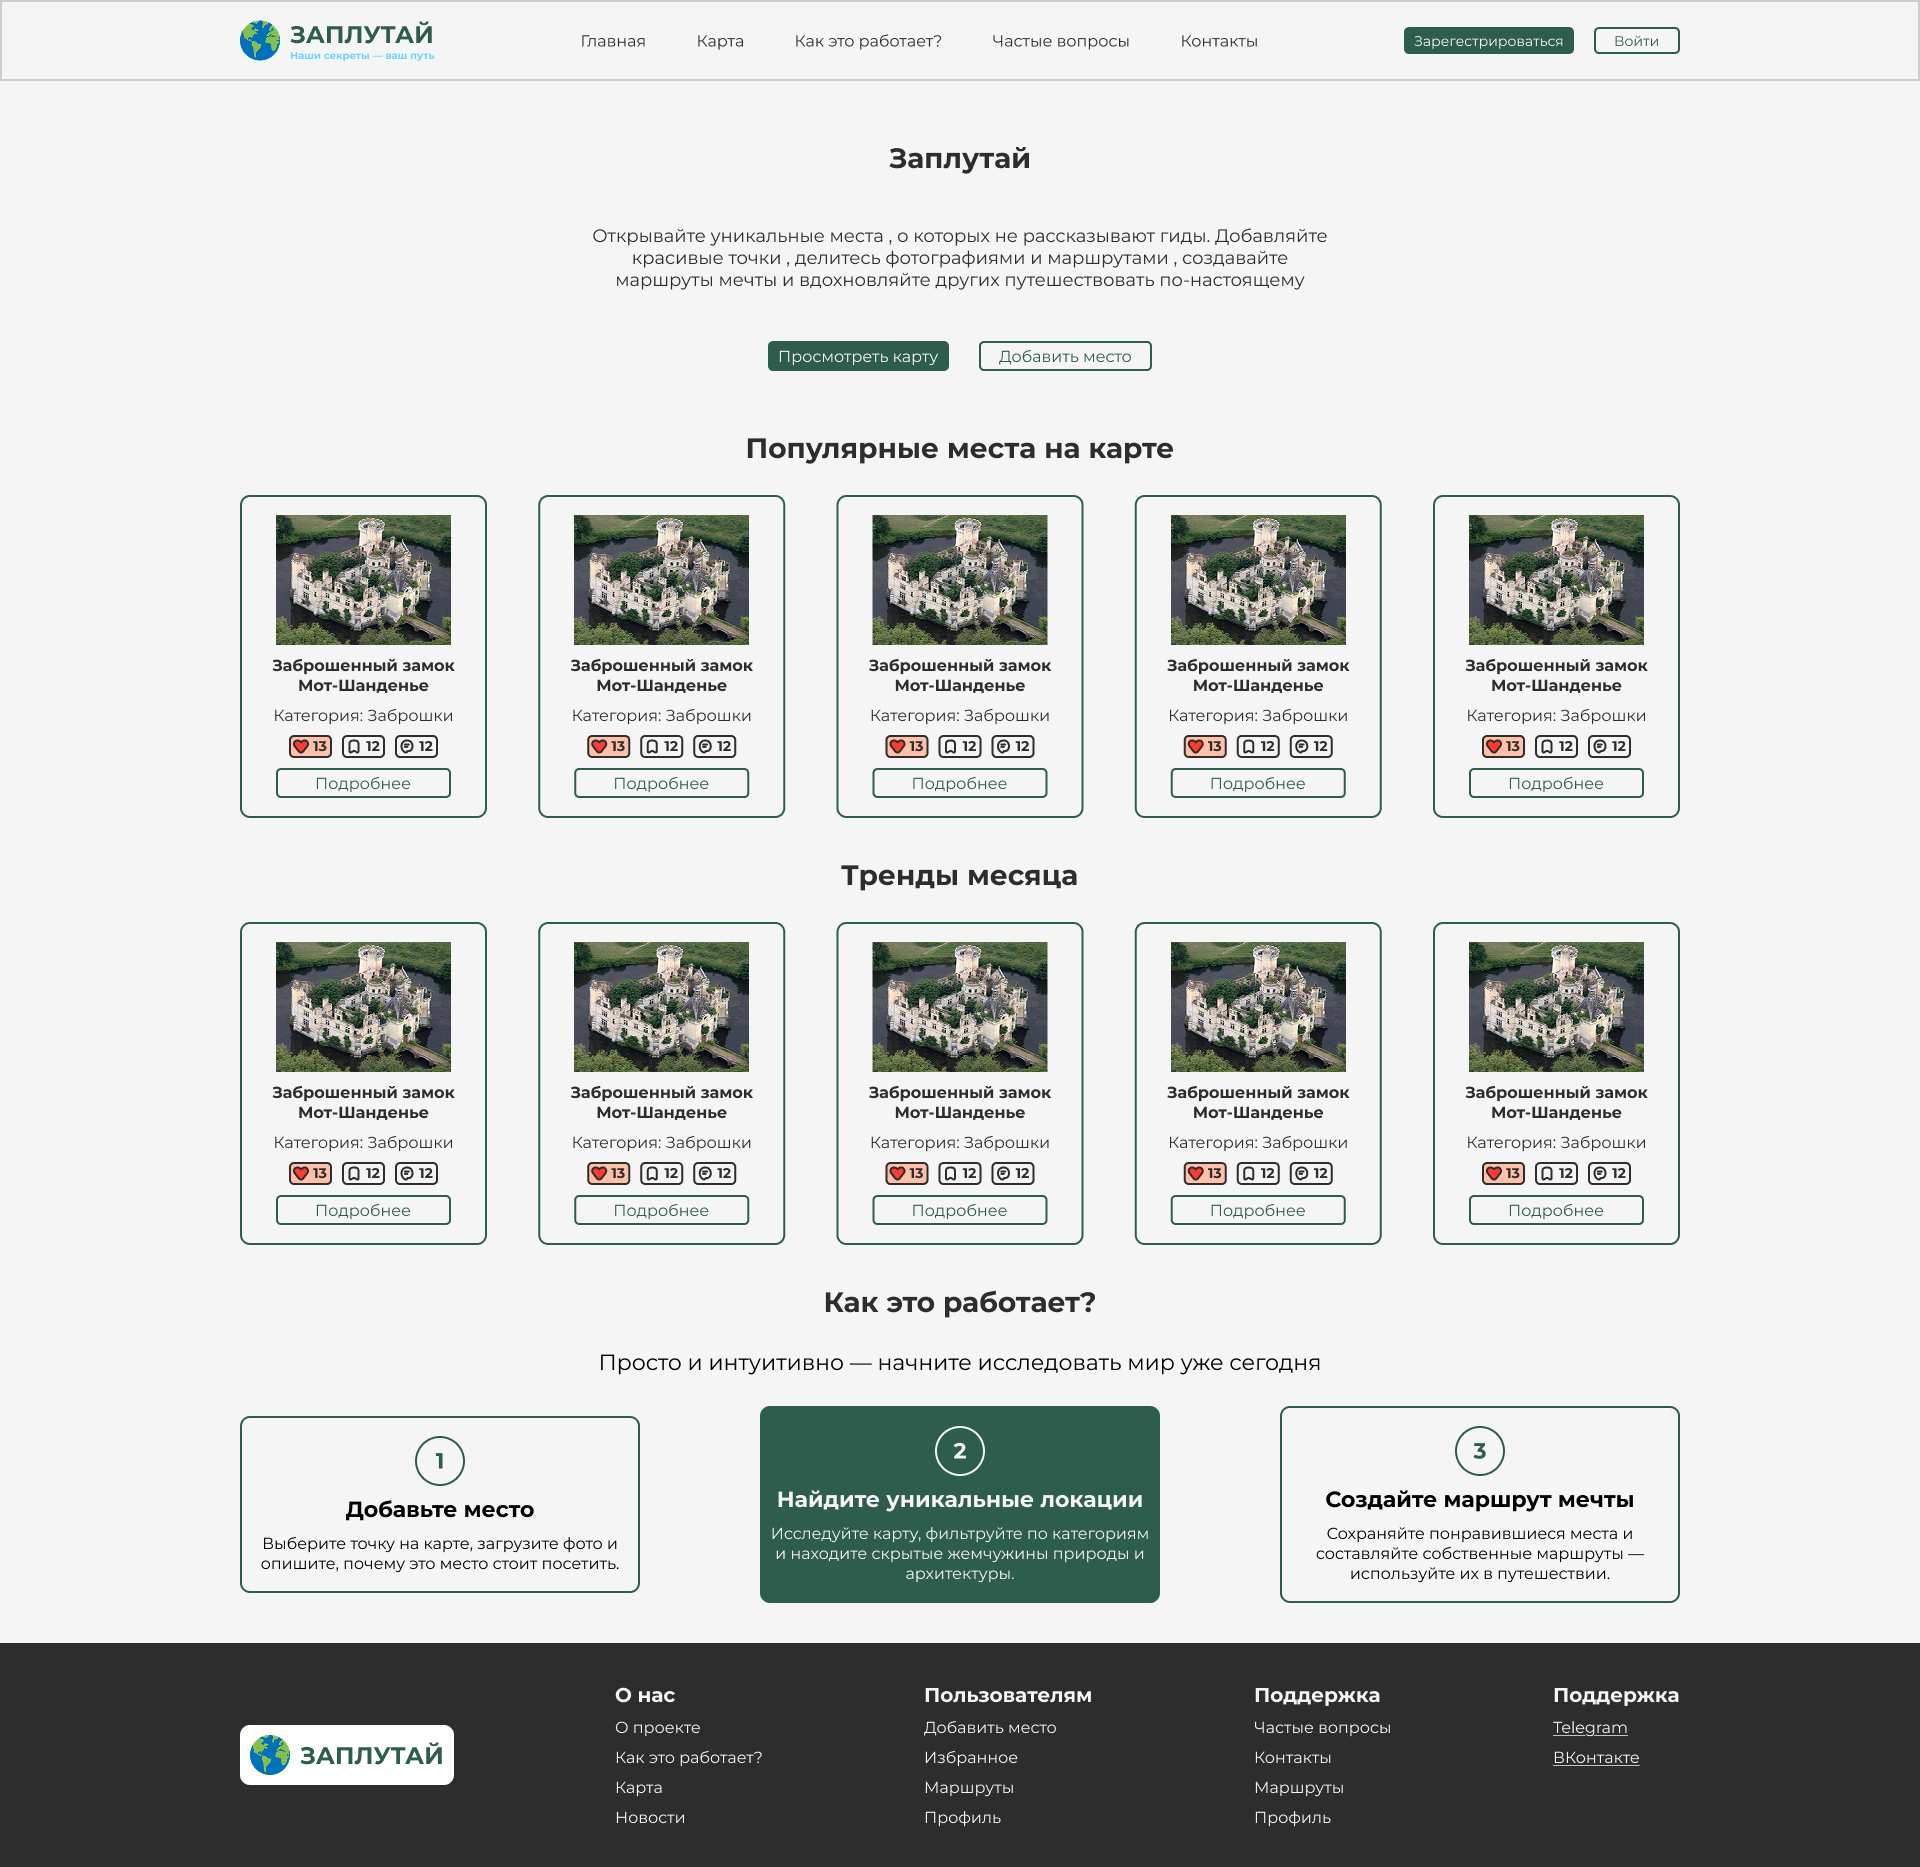 ЗАПЛУТАЙ
Наши секреты — ваш путь
Главная Карта Как это работает? Частые вопросы Контакты
Зарегестрироваться Войти
Заплутай
Открывайте уникальные места , о которых не рассказывают гиды. Добавляйте
красивые точки , делитесь фотографиями и маршрутами , создавайте
маршруты мечты и вдохновляйте других путешествовать по-настоящему
Просмотреть карту Добавить место
Популярные места на карте
Заброшенный замок Заброшенный замок Заброшенный замок Заброшенный замок Заброшенный замок
Мот-Шанденье Мот-Шанденье Мот-Шанденье Мот-Шанденье Мот-Шанденье
Категория: Заброшки Категория: Заброшки Категория: Заброшки Категория: Заброшки Категория: Заброшки
13 12 12 13 12 12 13 12 12 13 12 12 13 12 12
Подробнее Подробнее Подробнее Подробнее Подробнее
Тренды месяца
Заброшенный замок Заброшенный замок Заброшенный замок Заброшенный замок Заброшенный замок
Мот-Шанденье Мот-Шанденье Мот-Шанденье Мот-Шанденье Мот-Шанденье
Категория: Заброшки Категория: Заброшки Категория: Заброшки Категория: Заброшки Категория: Заброшки
13 12 12 13 12 12 13 12 12 13 12 12 13 12 12
Подробнее Подробнее Подробнее Подробнее Подробнее
Как это работает?
Просто и интуитивно — начните исследовать мир уже сегодня
1
Добавьте место
Выберите точку на карте, загрузите фото и
опишите, почему это место стоит посетить.
2
Найдите уникальные локации
Исследуйте карту, фильтруйте по категориям
и находите скрытые жемчужины природы и
архитектуры.
3
Создайте маршрут мечты
Сохраняйте понравившиеся места и
составляйте собственные маршруты —
используйте их в путешествии.
ЗАПЛУТАЙ
О нас
О проекте
Как это работает?
Карта
Новости
Пользователям
Добавить место
Избранное
Маршруты
Профиль
Поддержка
Частые вопросы
Контакты
Маршруты
Профиль
Поддержка
Telegram
ВКонтакте